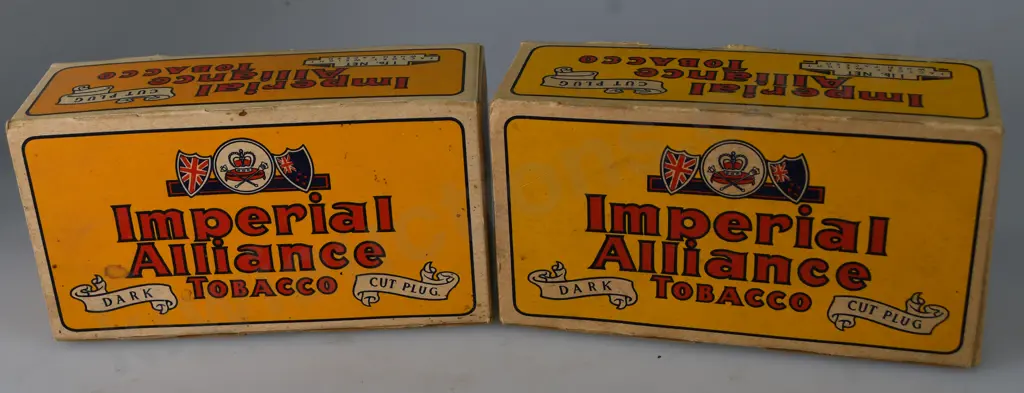 CUT PLUG
Imperial
Alliance
TOBACCO
Imperial
Alliance
TOBACCO
DARK
CUT PLUG.
CUT PLUG
Imperial
Alliance
TOBACCO
Imperial
Alliance
TOBACCO
DARK
CUT PLUG